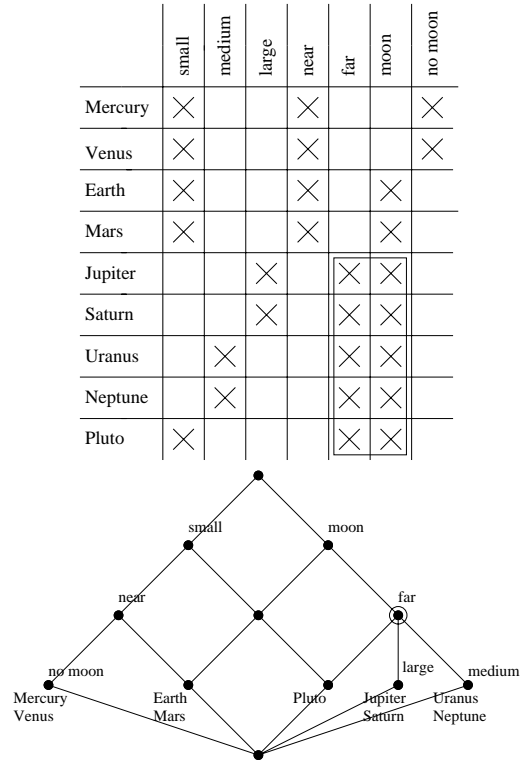 small medium large near far moon no moon
Mercury
Venus
Earth
Mars
Jupiter
Saturn
Uranus
Neptune
Pluto
small moon
near far
no moon large medium
Mercury Earth Pluto Jupiter Uranus
Venus Mars Saturn Neptune